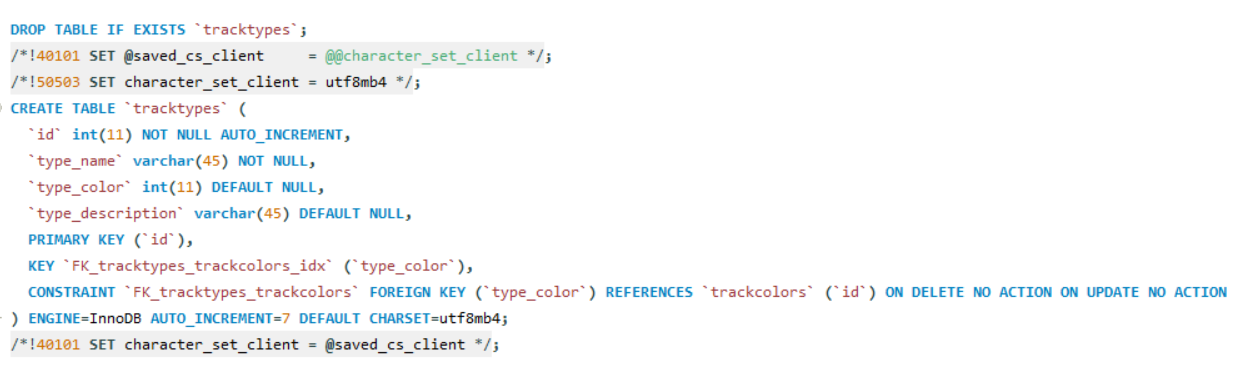 DROP TABLE IF EXISTS `tracktypes`;
/*!40101 SET @saved_cs_client     = @@character_set_client */;
/*!50503 SET character_set_client = utf8mb4 */;
CREATE TABLE `tracktypes` (
  `id` int(11) NOT NULL AUTO_INCREMENT,
  `type_name` varchar(45) NOT NULL,
  `type_color` int(11) DEFAULT NULL,
  `type_description` varchar(45) DEFAULT NULL,
  PRIMARY KEY (`id`),
  KEY `FK_tracktypes_trackcolors_idx` (`type_color`),
  CONSTRAINT `FK_tracktypes_trackcolors` FOREIGN KEY (`type_color`) REFERENCES `trackcolors` (`id`) ON DELETE NO ACTION ON UPDATE NO ACTION
) ENGINE=InnoDB AUTO_INCREMENT=7 DEFAULT CHARSET=utf8mb4;
/*!40101 SET character_set_client = @saved_cs_client */;